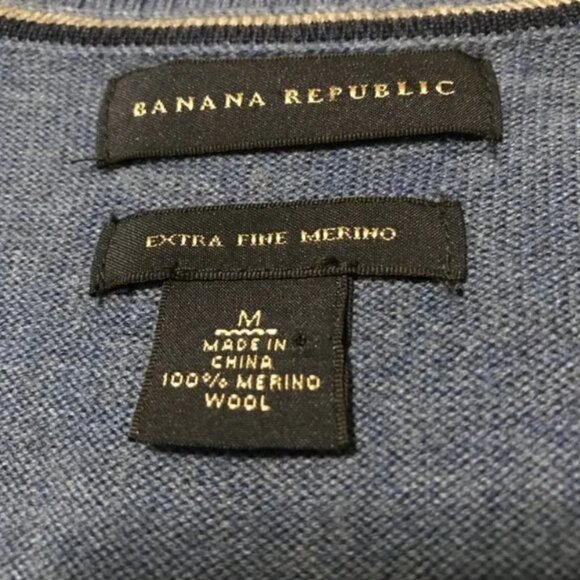 BANANA REPUBLIC
EXTRA FINE MERINO
M
MADE IN
CHINA
100% MERINO
WOOL